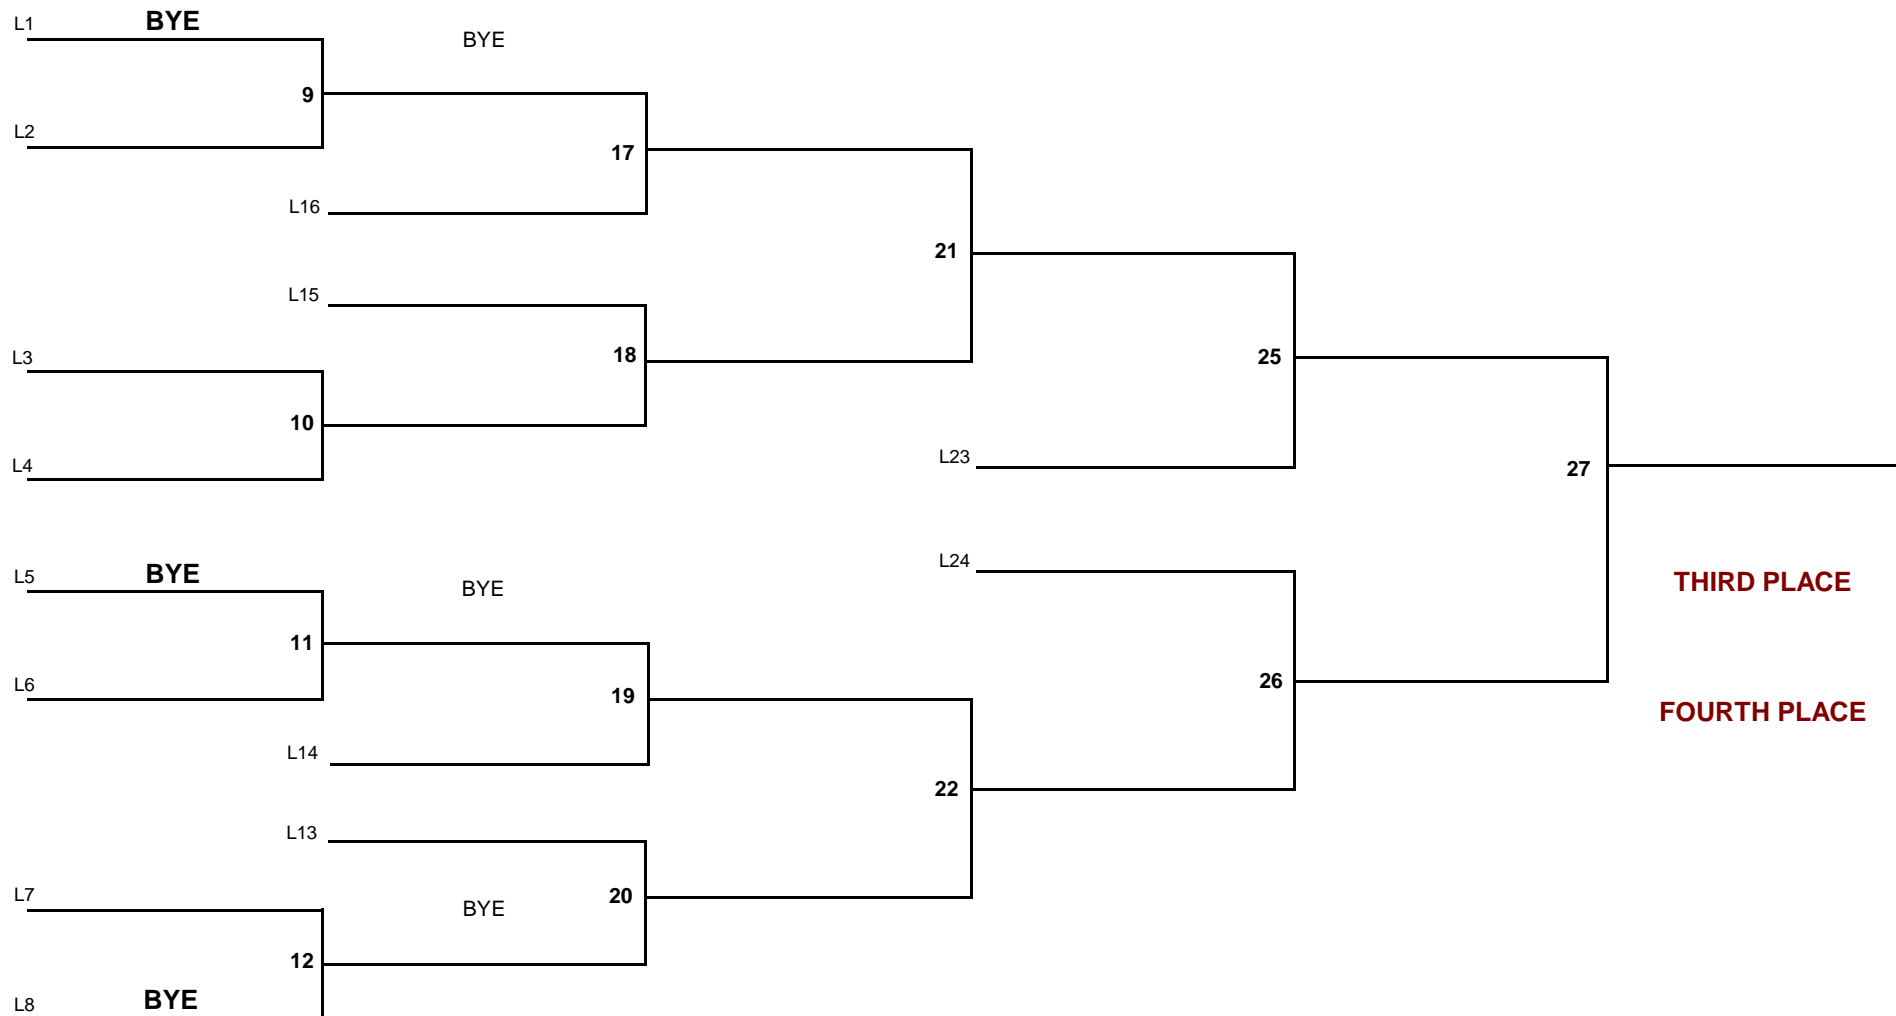 L1
BYE
BYE
9
L2
17
L16
21
L15
L3
18
25
10
L4
L23
27
L5
BYE
BYE
L24
THIRD PLACE
11
L6
19
26
FOURTH PLACE
L14
22
L13
L7
20
BYE
12
L8
BYE